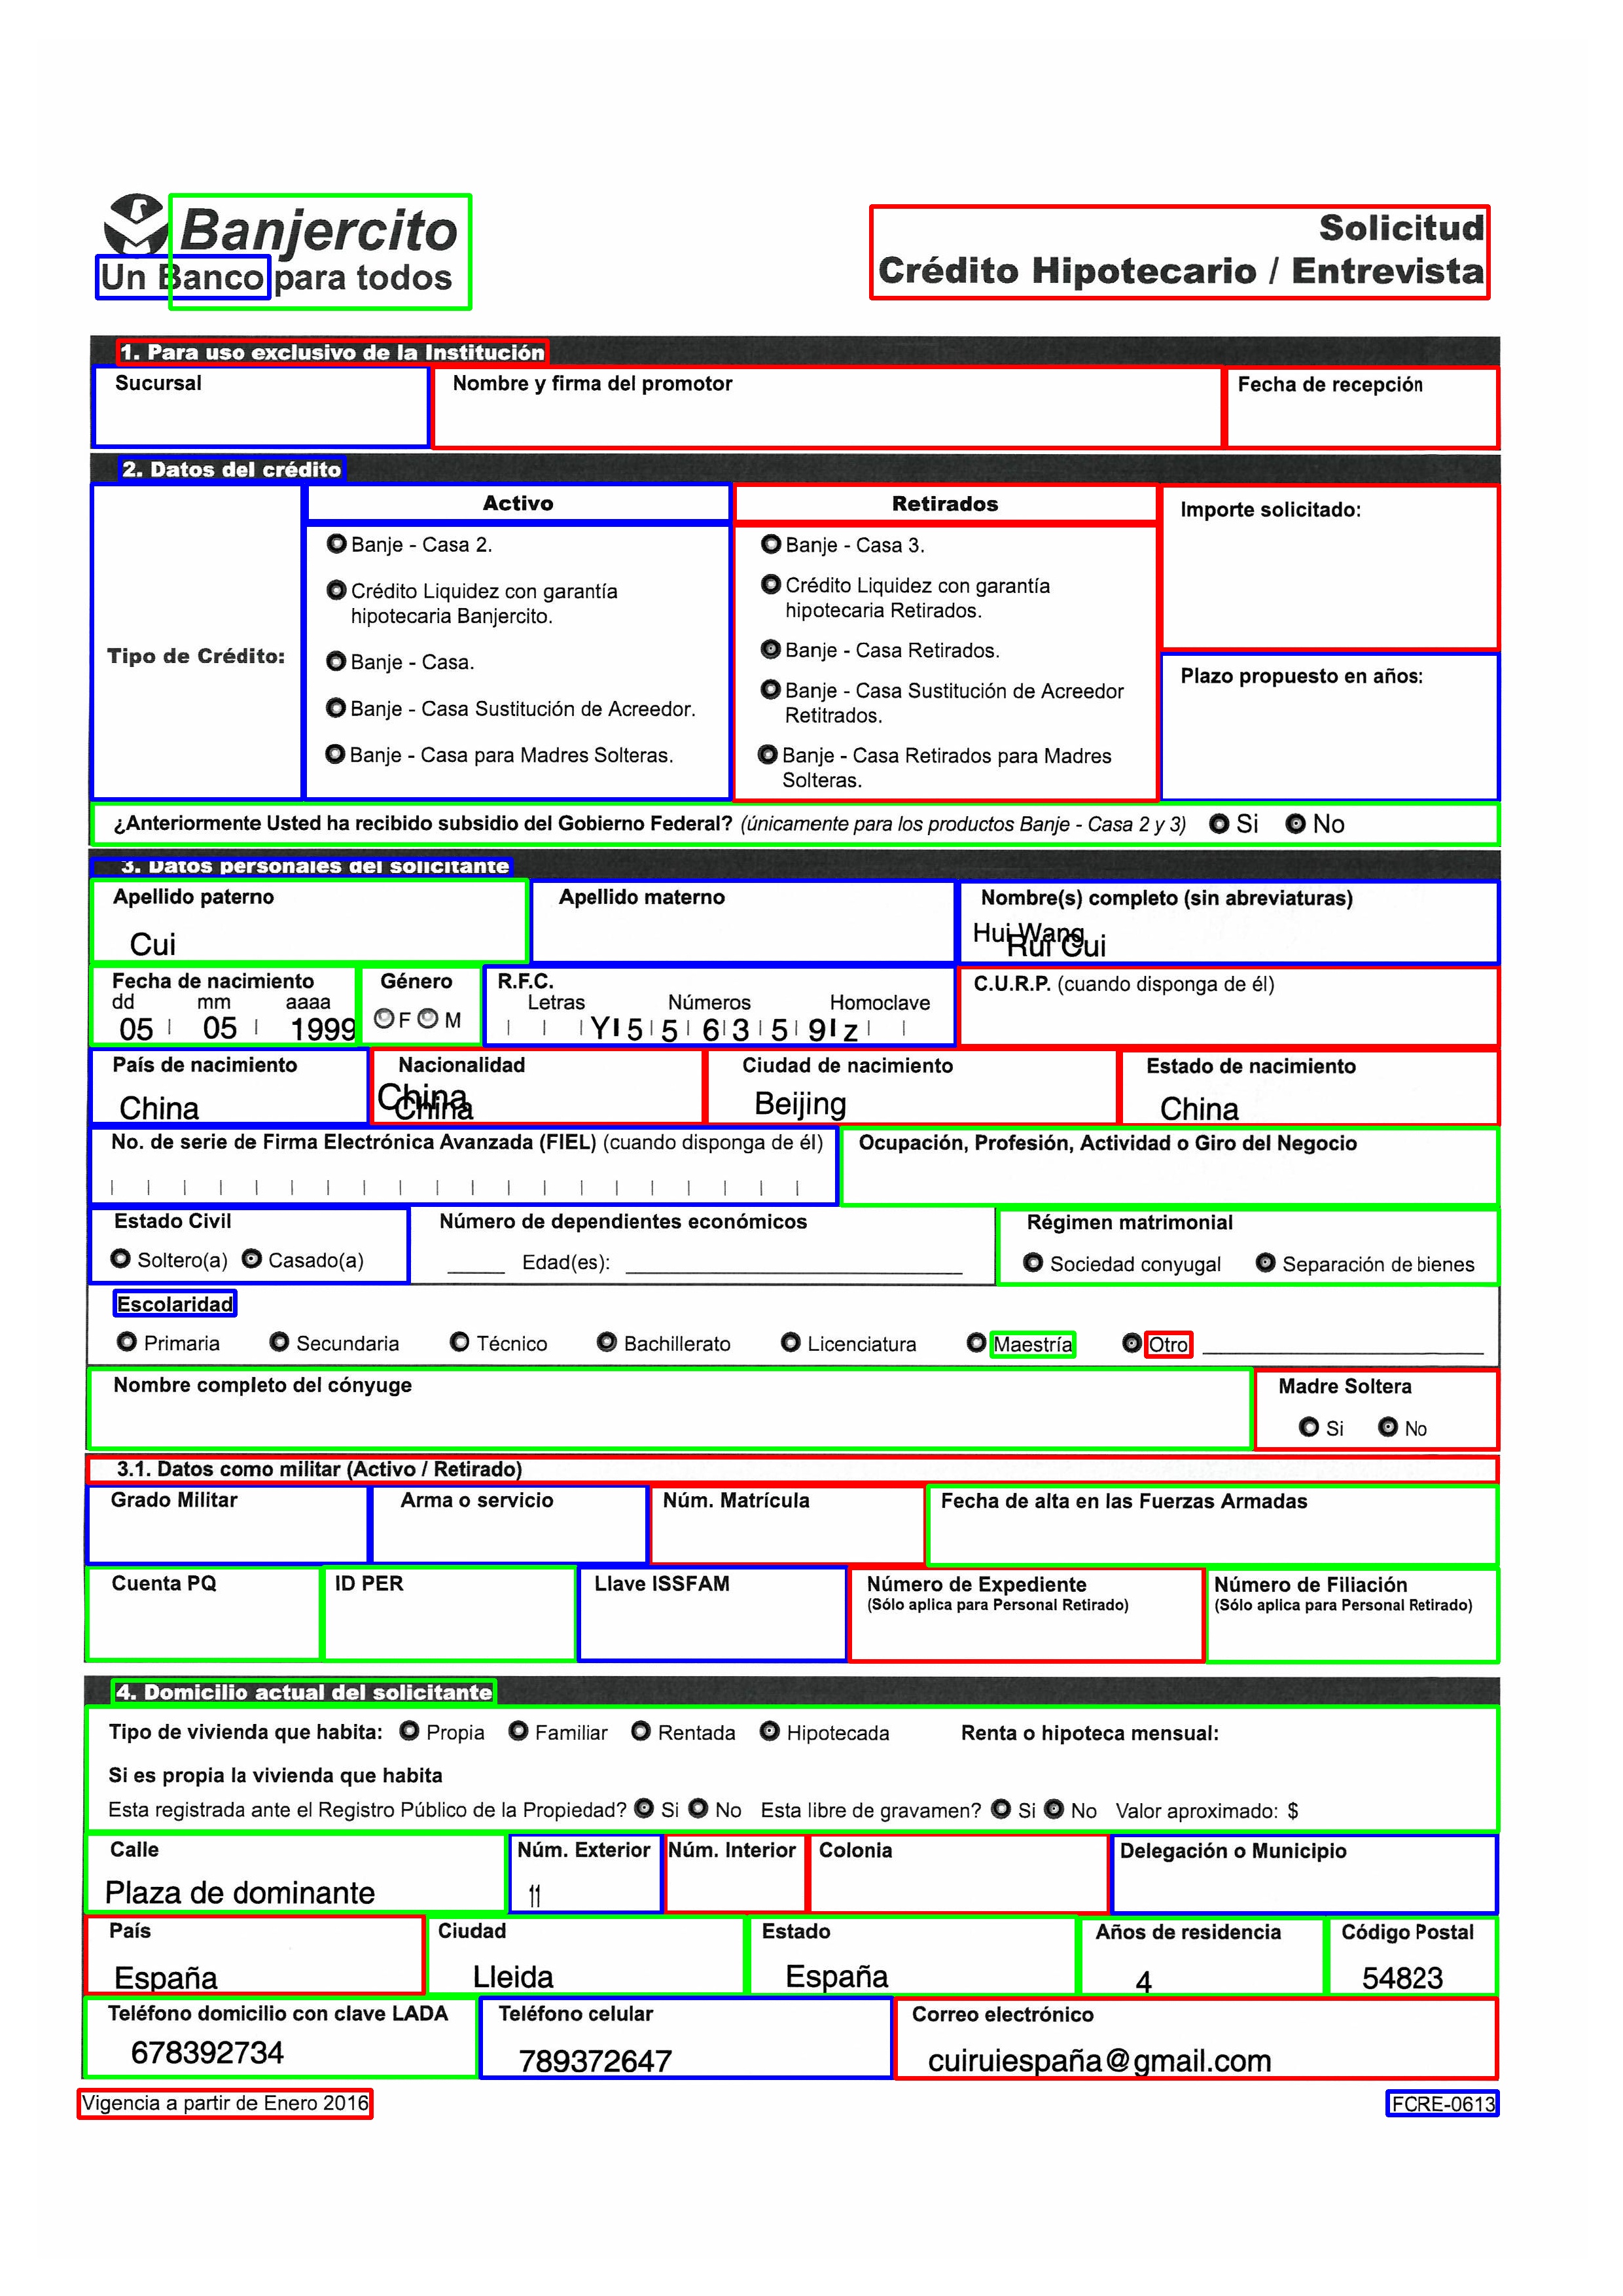 Banjercito
Un Banco para todos
Solicitud
Crédito Hipotecario / Entrevista
1. Para uso exclusivo de la Institución
Sucursal
Nombre y firma del promotor
Fecha de recepción
2. Datos del crédito
Tipo de Crédito:
Activo
Banje - Casa 2.
Crédito Liquidez con garantía
hipotecaria Banjercito.
Banje - Casa.
Banje - Casa Sustitución de Acreedor.
Banje - Casa para Madres Solteras.
Retirados
Banje - Casa 3.
Crédito Liquidez con garantía
hipotecaria Retirados.
Banje - Casa Retirados.
Banje - Casa Sustitución de Acreedor
Retitrados.
Banje - Casa Retirados para Madres
Solteras.
Importe solicitado:
Plazo propuesto en años:
¿Anteriormente Usted ha recibido subsidio del Gobierno Federal? (únicamente para los productos Banje - Casa 2 y 3) Si No
3. Datos personales del solicitante
Apellido paterno
Cui
Apellido materno
Nombre(s) completo (sin abreviaturas)
Hui Wang
Rui Cui
Fecha de nacimiento
dd mm aaaa
05 05 1999
Género
F M
R.F.C.
Letras Números Homoclave
Y 5 5 6 3 5 9 z
C.U.R.P. (cuando disponga de él)
País de nacimiento
China
Nacionalidad
China
China
Ciudad de nacimiento
Beijing
Estado de nacimiento
China
No. de serie de Firma Electrónica Avanzada (FIEL) (cuando disponga de él)
Ocupación, Profesión, Actividad o Giro del Negocio
Estado Civil
Soltero(a) Casado(a)
Número de dependientes económicos
Edad(es):
Régimen matrimonial
Sociedad conyugal Separación de bienes
Escolaridad
Primaria Secundaria Técnico Bachillerato Licenciatura Maestría Otro
Nombre completo del cónyuge
Madre Soltera
Si No
3.1. Datos como militar (Activo / Retirado)
Grado Militar
Arma o servicio
Núm. Matrícula
Fecha de alta en las Fuerzas Armadas
Cuenta PQ
ID PER
Llave ISSFAM
Número de Expediente
(Sólo aplica para Personal Retirado)
Número de Filiación
(Sólo aplica para Personal Retirado)
4. Domicilio actual del solicitante
Tipo de vivienda que habita: Propia Familiar Rentada Hipotecada Renta o hipoteca mensual:
Si es propia la vivienda que habita
Esta registrada ante el Registro Público de la Propiedad? Si No Esta libre de gravamen? Si No Valor aproximado: $
Calle
Plaza de dominante
Núm. Exterior
11
Núm. Interior
Colonia
Delegación o Municipio
País
España
Ciudad
Lleida
Estado
España
Años de residencia
4
Código Postal
54823
Teléfono domicilio con clave LADA
678392734
Teléfono celular
789372647
Correo electrónico
cuiruiespaña@gmail.com
Vigencia a partir de Enero 2016
FCRE-0613